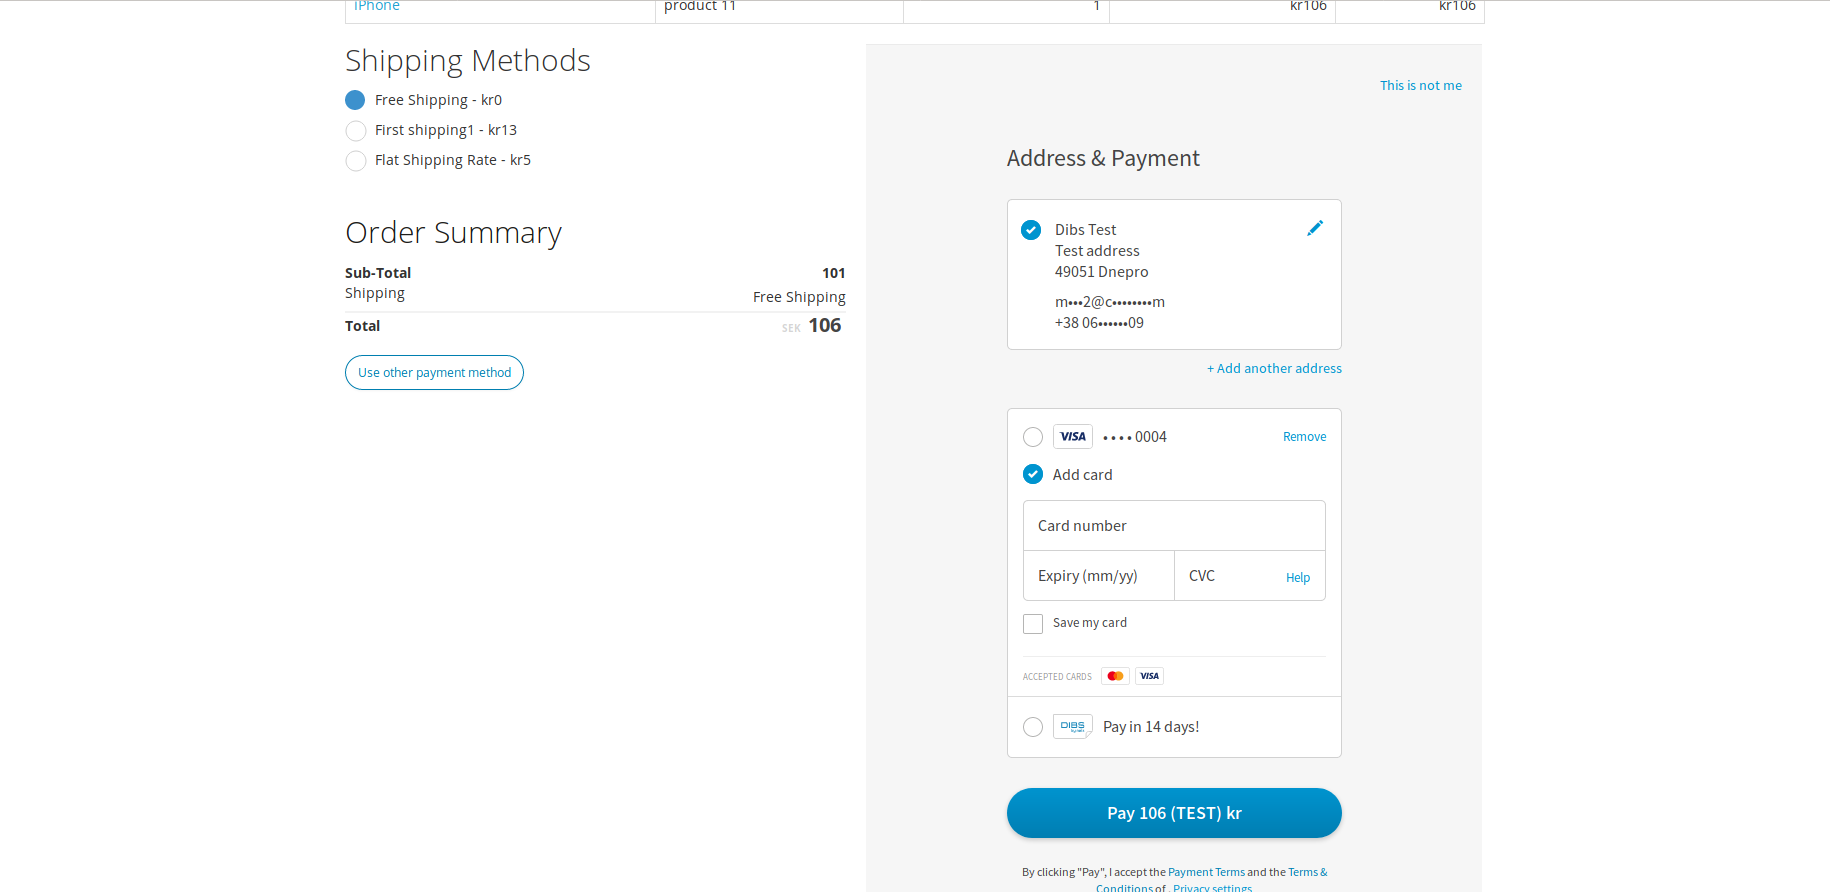 iPhone product 11 1 kr106 kr106
Shipping Methods
Free Shipping - kr0
First shipping1 - kr13
Flat Shipping Rate - kr5
Order Summary
Sub-Total 101
Shipping Free Shipping
Total SEK 106
Use other payment method
This is not me
Address & Payment
Dibs Test
Test address
49051 Dnepro
m•••2@c••••••••m
+38 06••••••09
+ Add another address
VISA •••• 0004 Remove
Add card
Card number
Expiry (mm/yy) CVC Help
Save my card
ACCEPTED CARDS VISA
DIBS Pay in 14 days!
Pay 106 (TEST) kr
By clicking "Pay", I accept the Payment Terms and the Terms &
Conditions of . Privacy settings